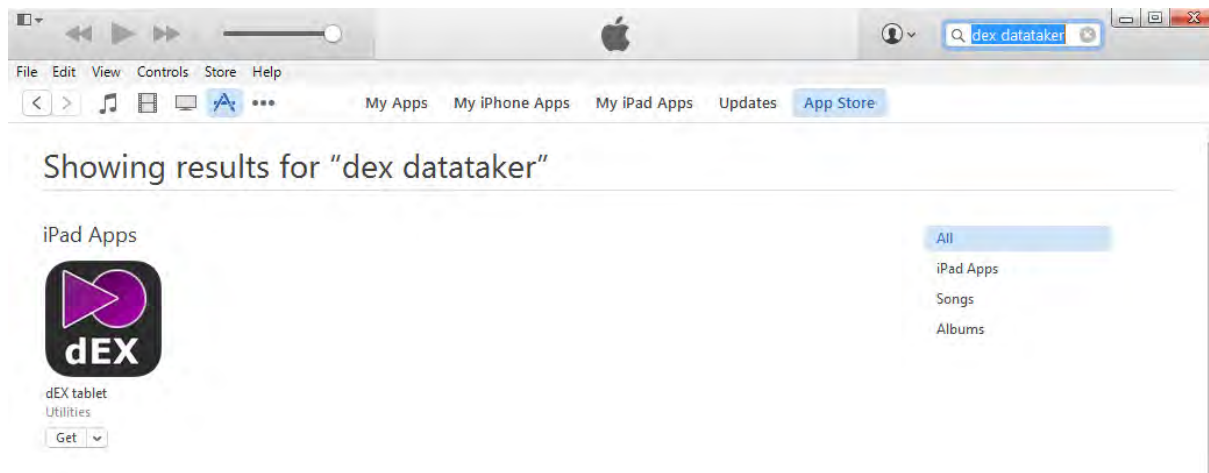 dex datataker
File Edit View Controls Store Help
My Apps My iPhone Apps My iPad Apps Updates App Store
Showing results for “dex datataker”
iPad Apps
dEX
dEX tablet
Utilities
Get
All
iPad Apps
Songs
Albums